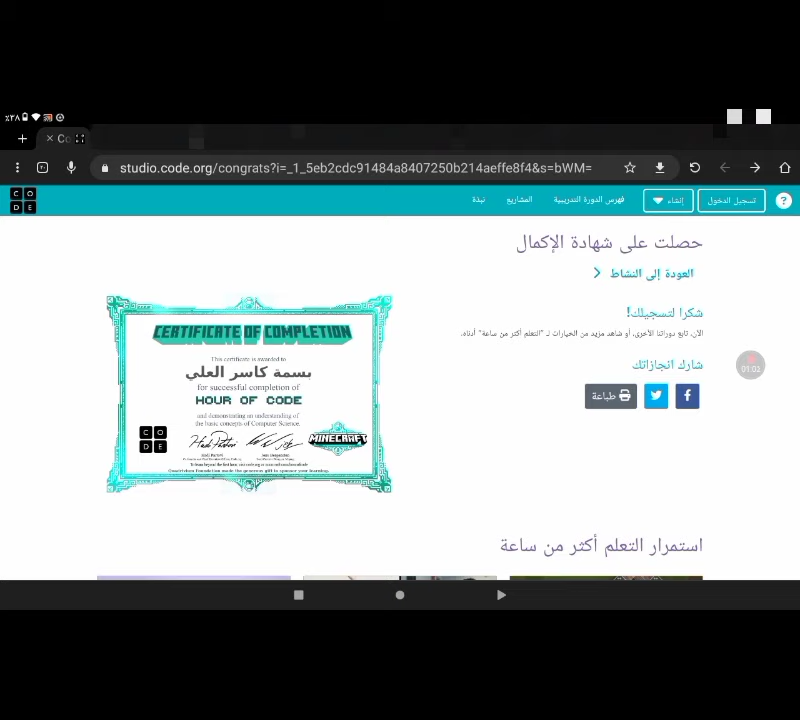 ٪٢٨
studio.code.org/congrats?i=_1_5eb2cdc91484a8407250b214aeffe8f4&s=bWM=
C O
D E
تسجيل الدخول
إنشاء
فهرس الدورة التدريبية
المشاريع
نبذة
?
حصلت على شهادة الإكمال
العودة إلى النشاط
شكرا لتسجيلك!
الآن، تابع دوراتنا الأخرى، أو شاهد مزيد من الخيارات لـ "التعلم أكثر من ساعة" أدناه.
شارك انجازاتك
طباعة
01:03
CERTIFICATE OF COMPLETION
This certificate is awarded to
بسمة كاسر العلي
for successful completion of
HOUR OF CODE
and demonstrating an understanding of
the basic concepts of Computer Science.
C O
D E
MINECRAFT
استمرار التعلم أكثر من ساعة